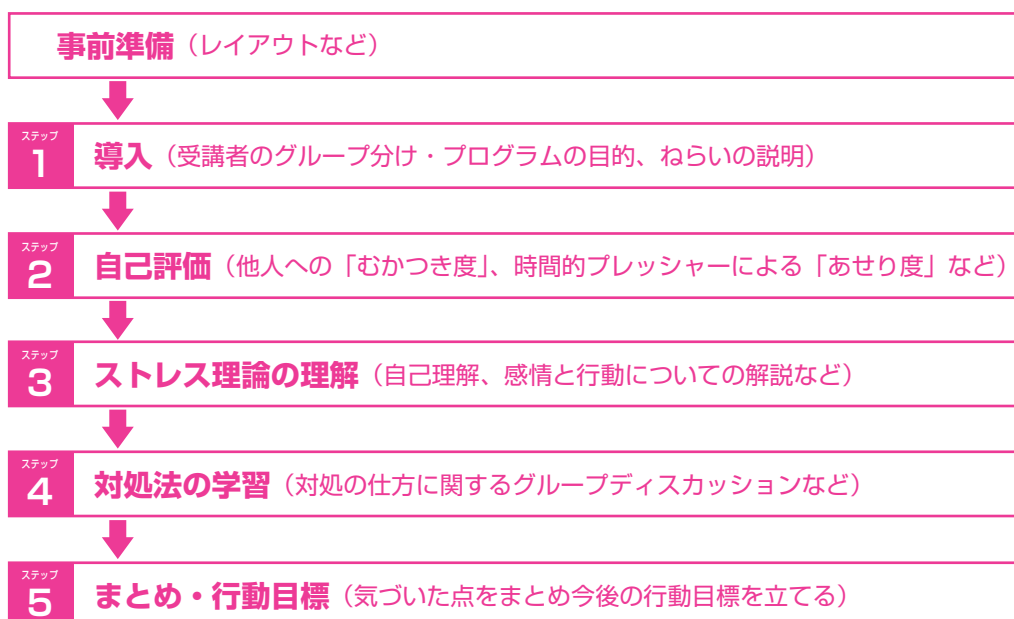 事前準備（レイアウトなど）
ステップ
1
導入（受講者のグループ分け・プログラムの目的、ねらいの説明）
ステップ
2
自己評価（他人への「むかつき度」、時間的プレッシャーによる「あせり度」など）
ステップ
3
ストレス理論の理解（自己理解、感情と行動についての解説など）
ステップ
4
対処法の学習（対処の仕方に関するグループディスカッションなど）
ステップ
5
まとめ・行動目標（気づいた点をまとめ今後の行動目標を立てる）